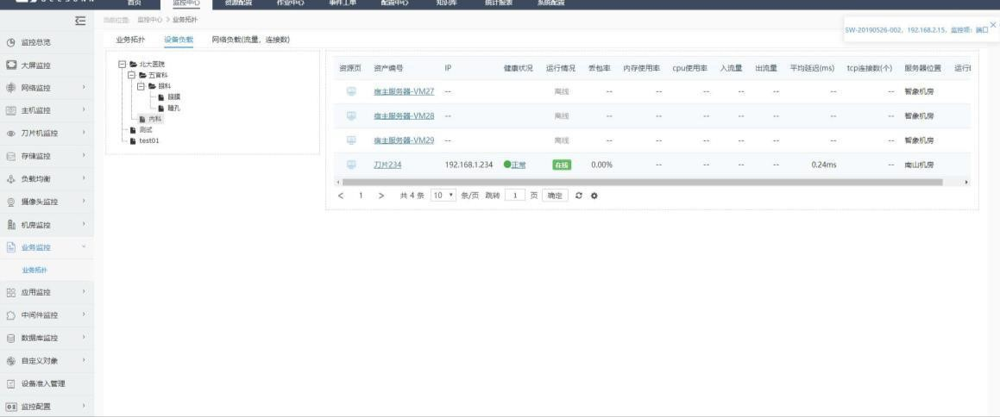 首页 监控中心 资源配置 作业中心 事件工单 配置中心 知识库 统计报表 系统配置
当前位置: 监控中心 > 业务拓扑
SW-20190526-002, 192.168.2.15, 监控项: 端口
监控总览
大屏监控
网络监控
主机监控
刀片机监控
存储监控
负载均衡
摄像头监控
机房监控
业务监控
业务拓扑
应用监控
中间件监控
数据库监控
自定义对象
设备准入管理
监控配置
业务拓扑 设备负载 网络负载(流量, 连接数)
北大医院
五官科
眼科
眼膜
瞳孔
内科
测试
test01
资源页 资产编号 IP 健康状况 运行情况 丢包率 内存使用率 cpu使用率 入流量 出流量 平均延迟(ms) tcp连接数(个) 服务器位置
宿主服务器-VM27 -- 离线 -- -- -- -- -- -- -- 智象机房
宿主服务器-VM28 -- 离线 -- -- -- -- -- -- -- 智象机房
宿主服务器-VM29 -- 离线 -- -- -- -- -- -- -- 智象机房
刀片234 192.168.1.234 正常 在线 0.00% -- -- -- -- 0.24ms -- 南山机房
< 1 > 共 4 条 10 条/页 跳转 1 页 确定